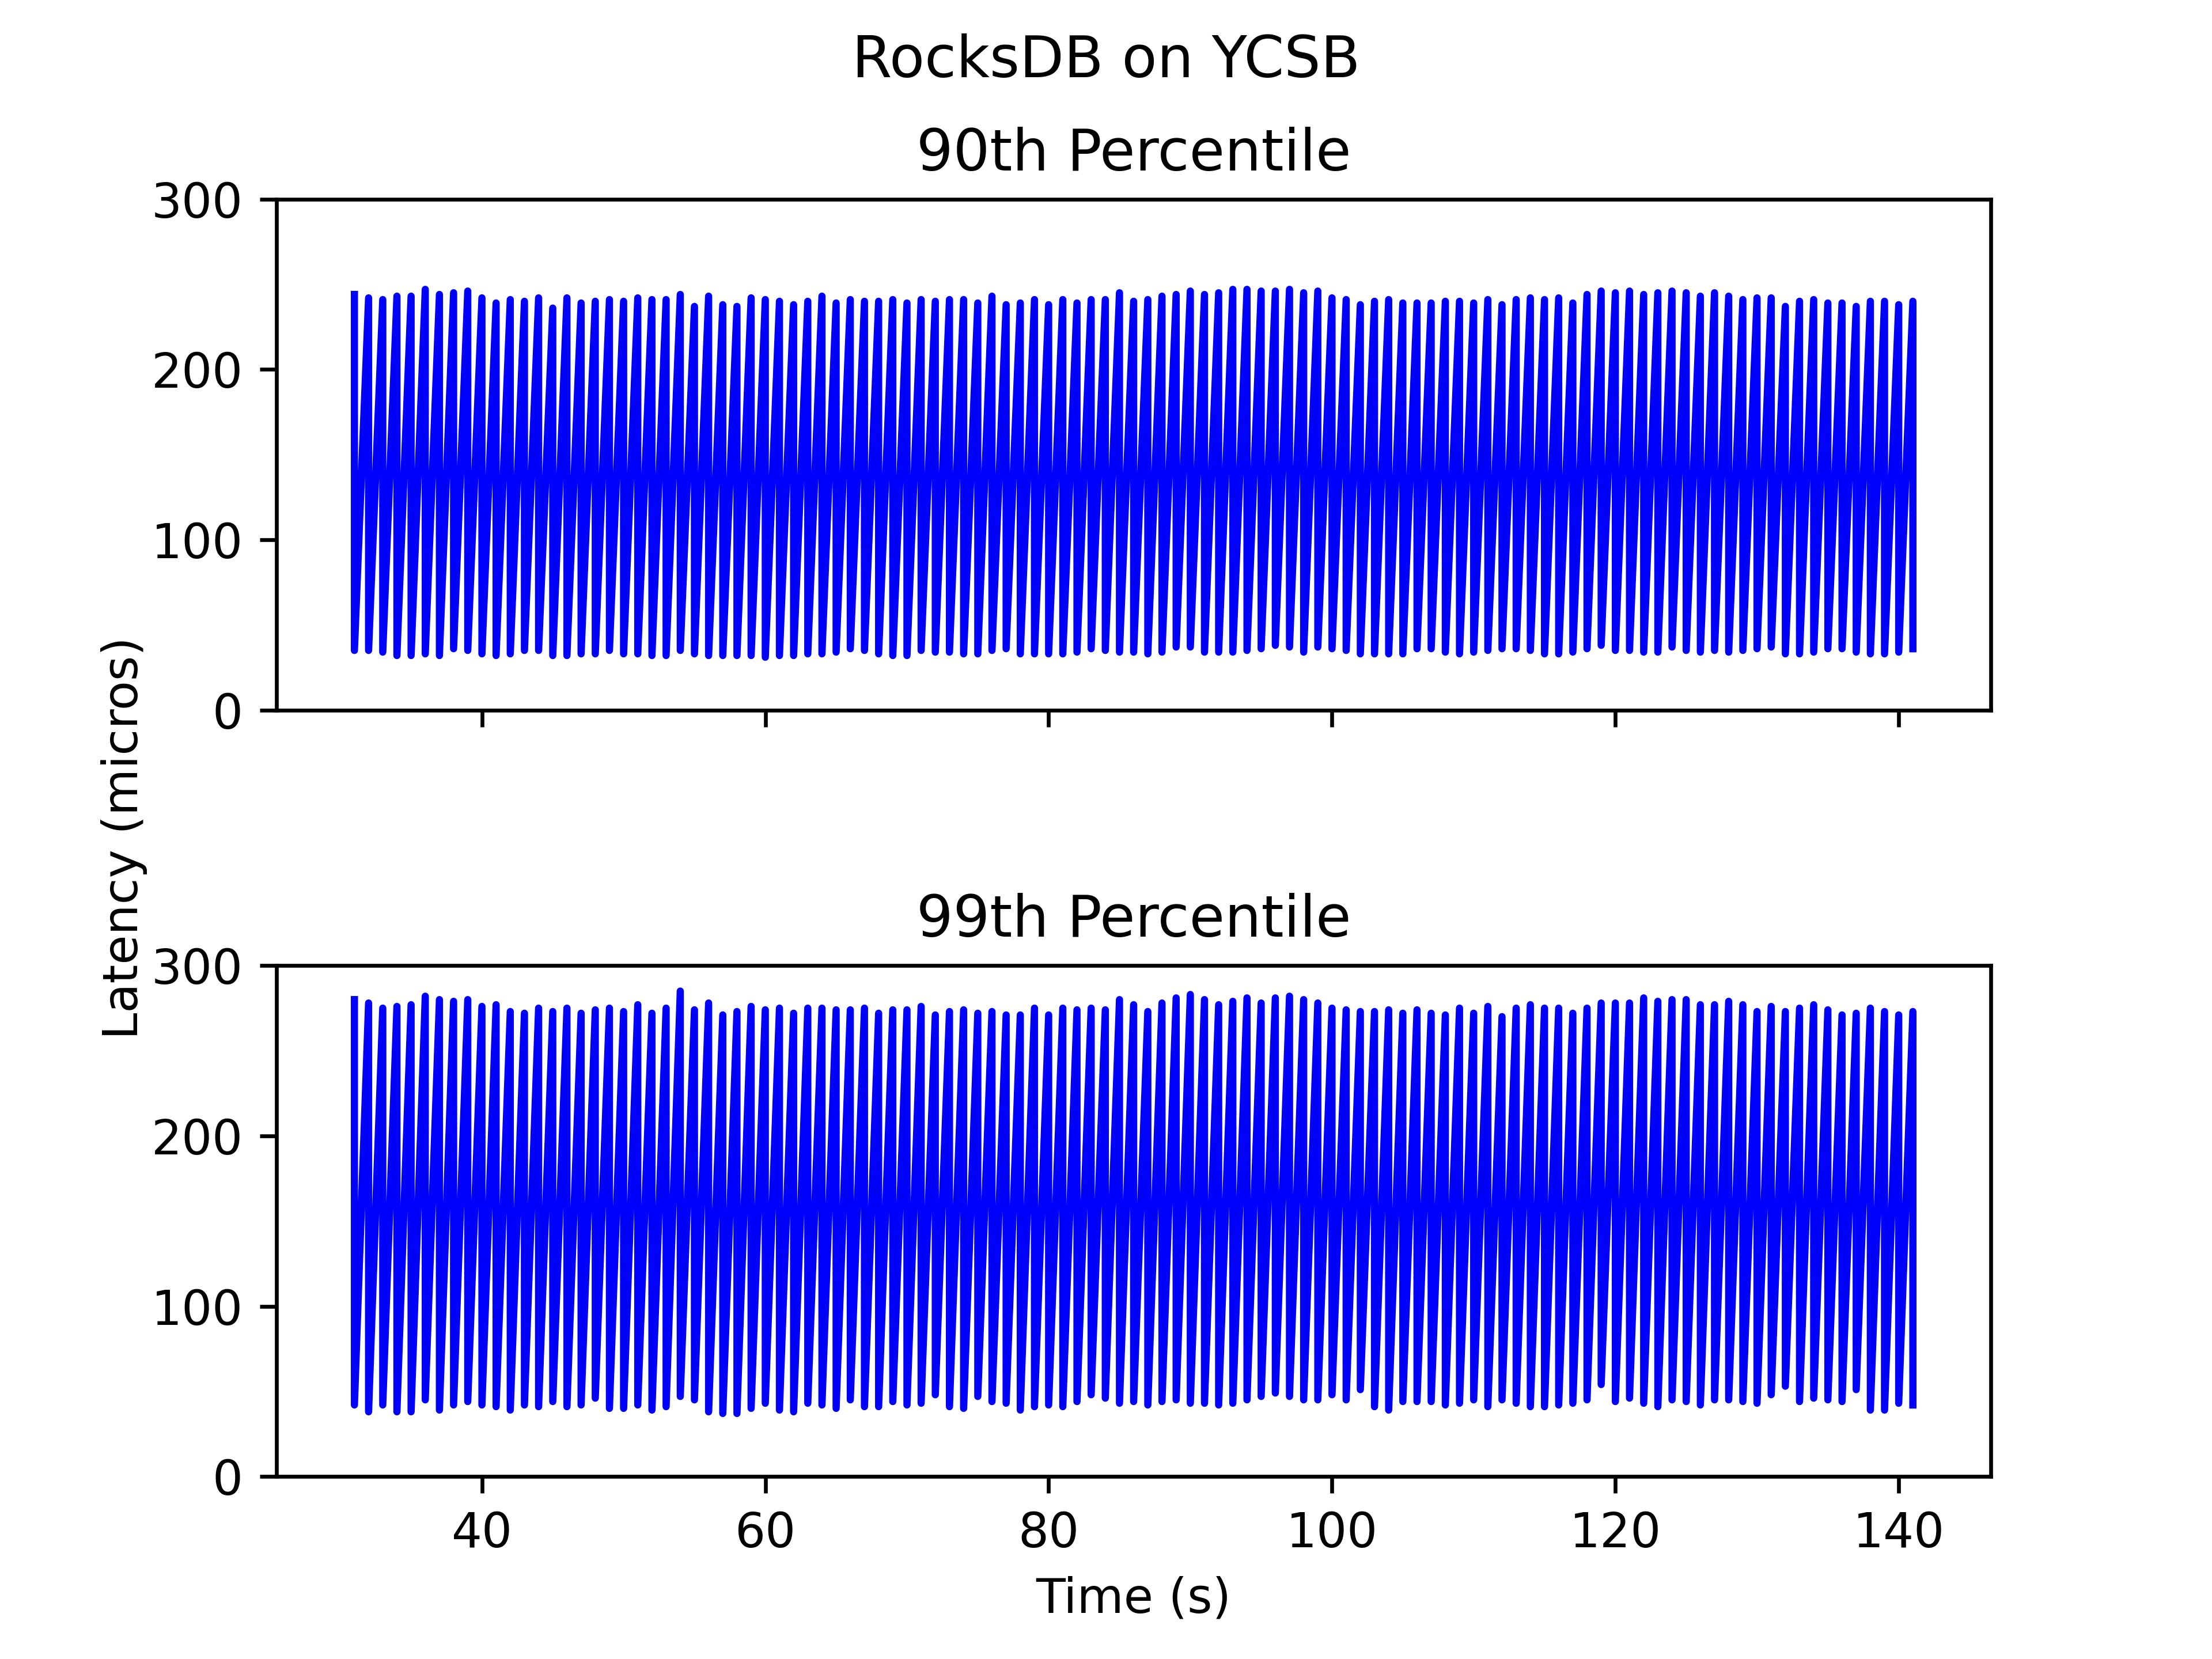 RocksDB on YCSB
90th Percentile
300
200
100
0
Latency (micros)
99th Percentile
300
200
100
0
40 60 80 100 120 140
Time (s)